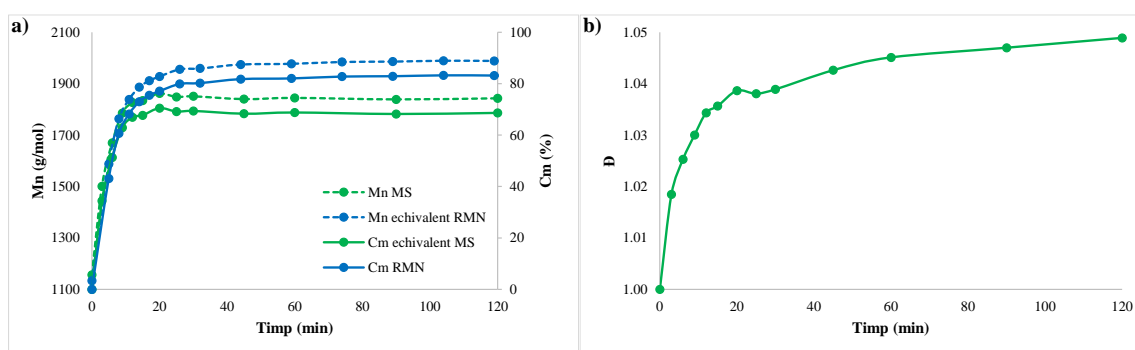 a)
2100
1900
1700
1500
1300
1100
Mn (g/mol)
100
80
60
40
20
0
Cm (%)
Mn MS
Mn echivalent RMN
Cm echivalent MS
Cm RMN
0 20 40 60 80 100 120
Timp (min)
b)
1.05
1.04
1.03
1.02
1.01
1.00
Đ
0 20 40 60 80 100 120
Timp (min)